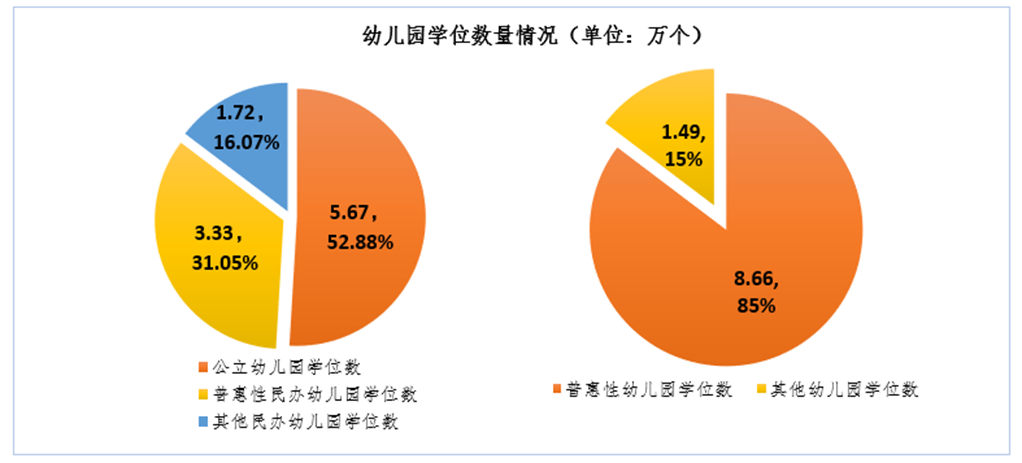 幼儿园学位数量情况（单位：万个）
1.72，
16.07%
5.67，
52.88%
3.33，
31.05%
公立幼儿园学位数
普惠性民办幼儿园学位数
其他民办幼儿园学位数
1.49,
15%
8.66,
85%
普惠性幼儿园学位数 其他幼儿园学位数